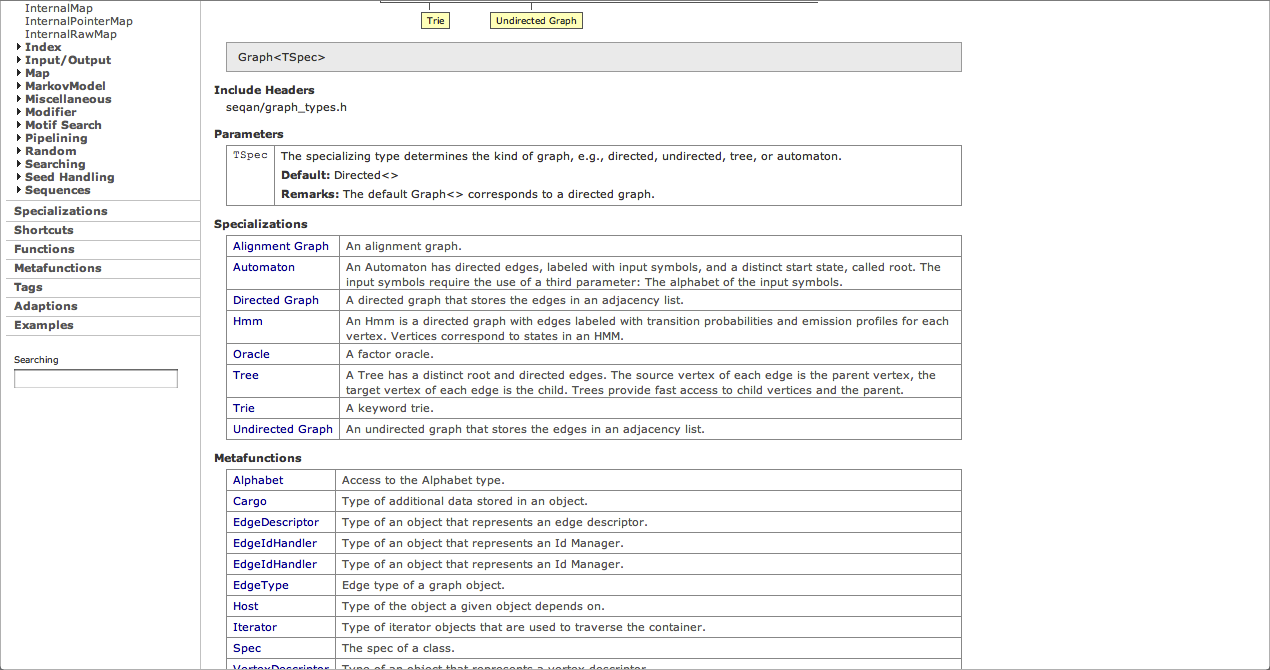 InternalMap
InternalPointerMap
InternalRawMap
Index
Input/Output
Map
MarkovModel
Miscellaneous
Modifier
Motif Search
Pipelining
Random
Searching
Seed Handling
Sequences
Specializations
Shortcuts
Functions
Metafunctions
Tags
Adaptions
Examples
Searching
Trie
Undirected Graph
Graph<TSpec>
Include Headers
seqan/graph_types.h
Parameters
TSpec The specializing type determines the kind of graph, e.g., directed, undirected, tree, or automaton.
Default: Directed<>
Remarks: The default Graph<> corresponds to a directed graph.
Specializations
Alignment Graph An alignment graph.
Automaton An Automaton has directed edges, labeled with input symbols, and a distinct start state, called root. The
input symbols require the use of a third parameter: The alphabet of the input symbols.
Directed Graph A directed graph that stores the edges in an adjacency list.
Hmm An Hmm is a directed graph with edges labeled with transition probabilities and emission profiles for each
vertex. Vertices correspond to states in an HMM.
Oracle A factor oracle.
Tree A Tree has a distinct root and directed edges. The source vertex of each edge is the parent vertex, the
target vertex of each edge is the child. Trees provide fast access to child vertices and the parent.
Trie A keyword trie.
Undirected Graph An undirected graph that stores the edges in an adjacency list.
Metafunctions
Alphabet Access to the Alphabet type.
Cargo Type of additional data stored in an object.
EdgeDescriptor Type of an object that represents an edge descriptor.
EdgeIdHandler Type of an object that represents an Id Manager.
EdgeIdHandler Type of an object that represents an Id Manager.
EdgeType Edge type of a graph object.
Host Type of the object a given object depends on.
Iterator Type of iterator objects that are used to traverse the container.
Spec The spec of a class.
VertexDescriptor Type of an object that represents a vertex descriptor.